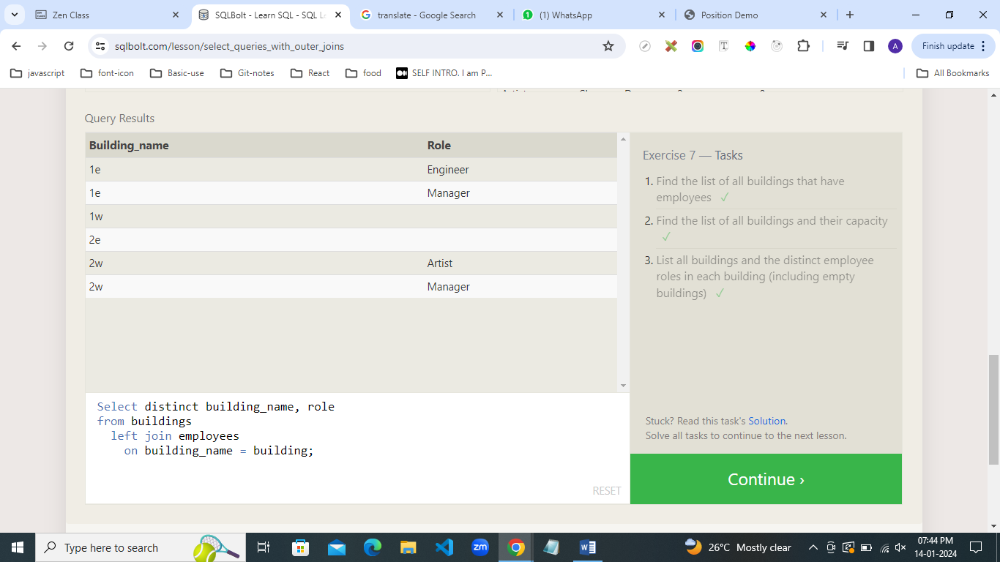 Zen Class
SQLBolt - Learn SQL - SQL Le
translate - Google Search
(1) WhatsApp
Position Demo
sqlbolt.com/lesson/select_queries_with_outer_joins
A
Finish update
javascript
font-icon
Basic-use
Git-notes
React
food
SELF INTRO. I am P...
All Bookmarks
Query Results
Building_name Role
1e Engineer
1e Manager
1w
2e
2w Artist
2w Manager
Exercise 7 — Tasks
1. Find the list of all buildings that have
employees ✓
2. Find the list of all buildings and their capacity
✓
3. List all buildings and the distinct employee
roles in each building (including empty
buildings) ✓
Select distinct building_name, role
from buildings
left join employees
on building_name = building;
RESET
Stuck? Read this task's Solution.
Solve all tasks to continue to the next lesson.
Continue ›
Type here to search
zm
26°C Mostly clear
07:44 PM
14-01-2024